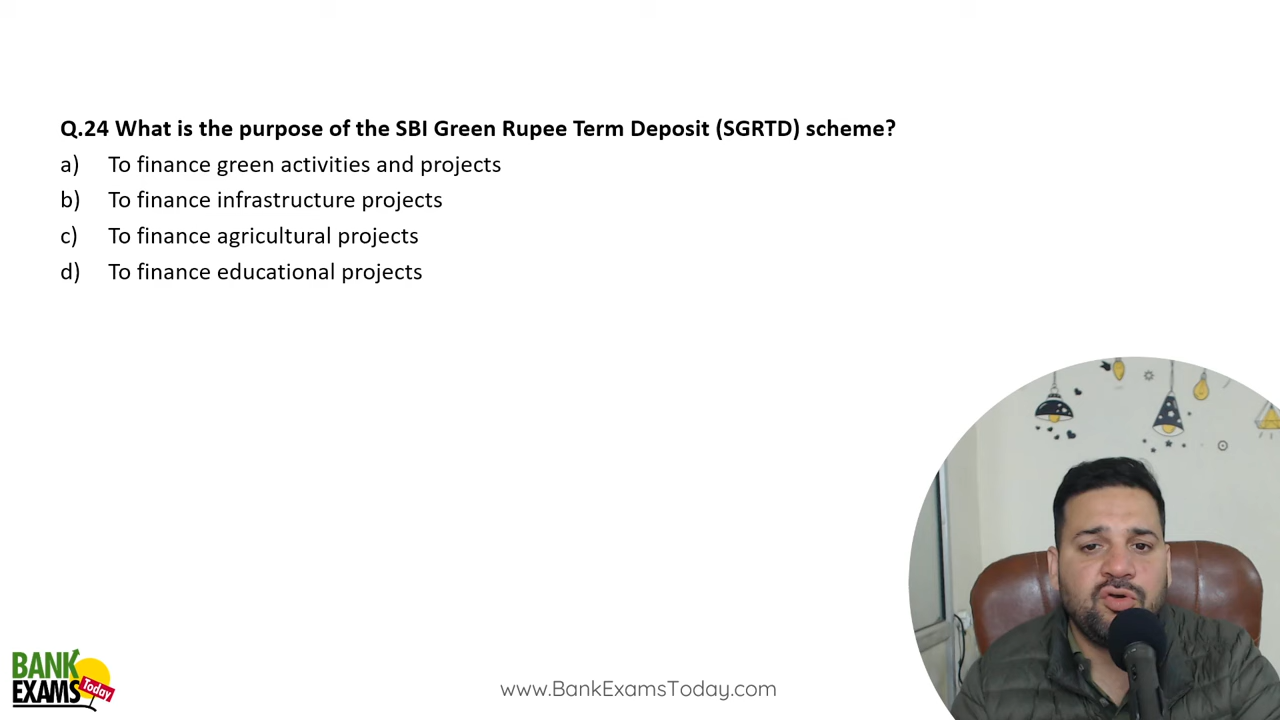 Q.24 What is the purpose of the SBI Green Rupee Term Deposit (SGRTD) scheme?
a) To finance green activities and projects
b) To finance infrastructure projects
c) To finance agricultural projects
d) To finance educational projects
BANK
EXAMS Today
www.BankExamsToday.com